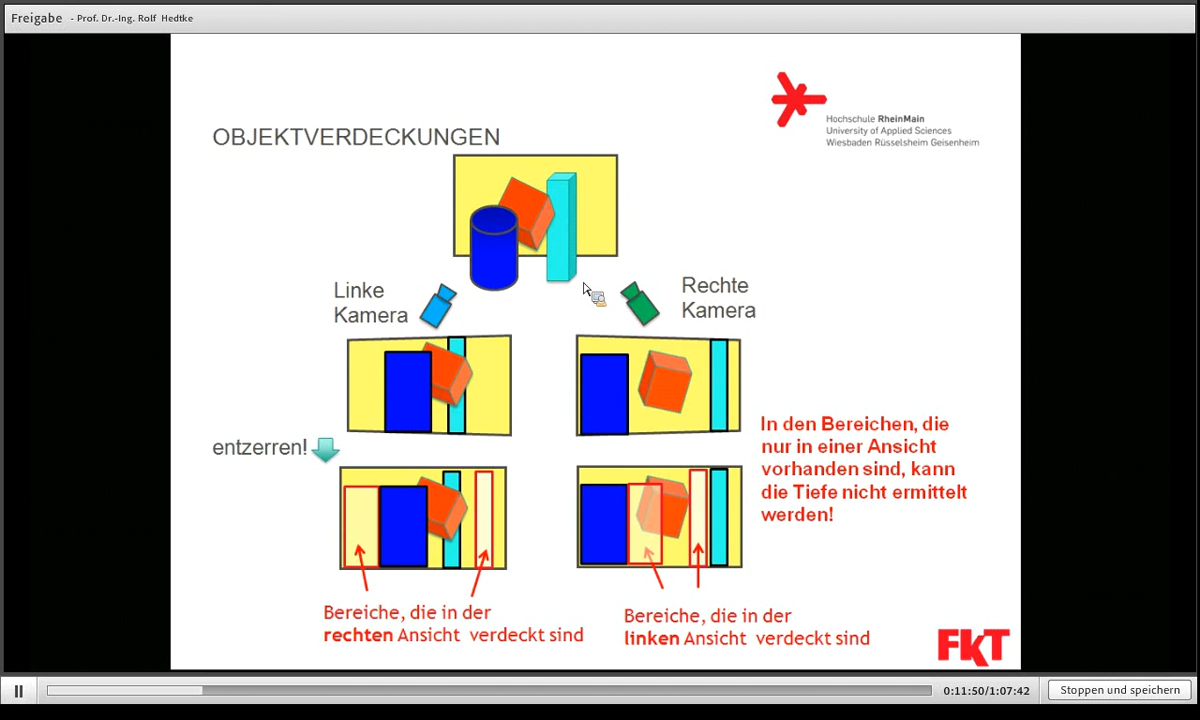 Freigabe - Prof. Dr.-Ing. Rolf Hedtke
Hochschule RheinMain
University of Applied Sciences
Wiesbaden Rüsselsheim Geisenheim
OBJEKTVERDECKUNGEN
Linke
Kamera
Rechte
Kamera
entzerren!
In den Bereichen, die
nur in einer Ansicht
vorhanden sind, kann
die Tiefe nicht ermittelt
werden!
Bereiche, die in der
rechten Ansicht verdeckt sind
Bereiche, die in der
linken Ansicht verdeckt sind
FKT
0:11:50/1:07:42
Stoppen und speichern